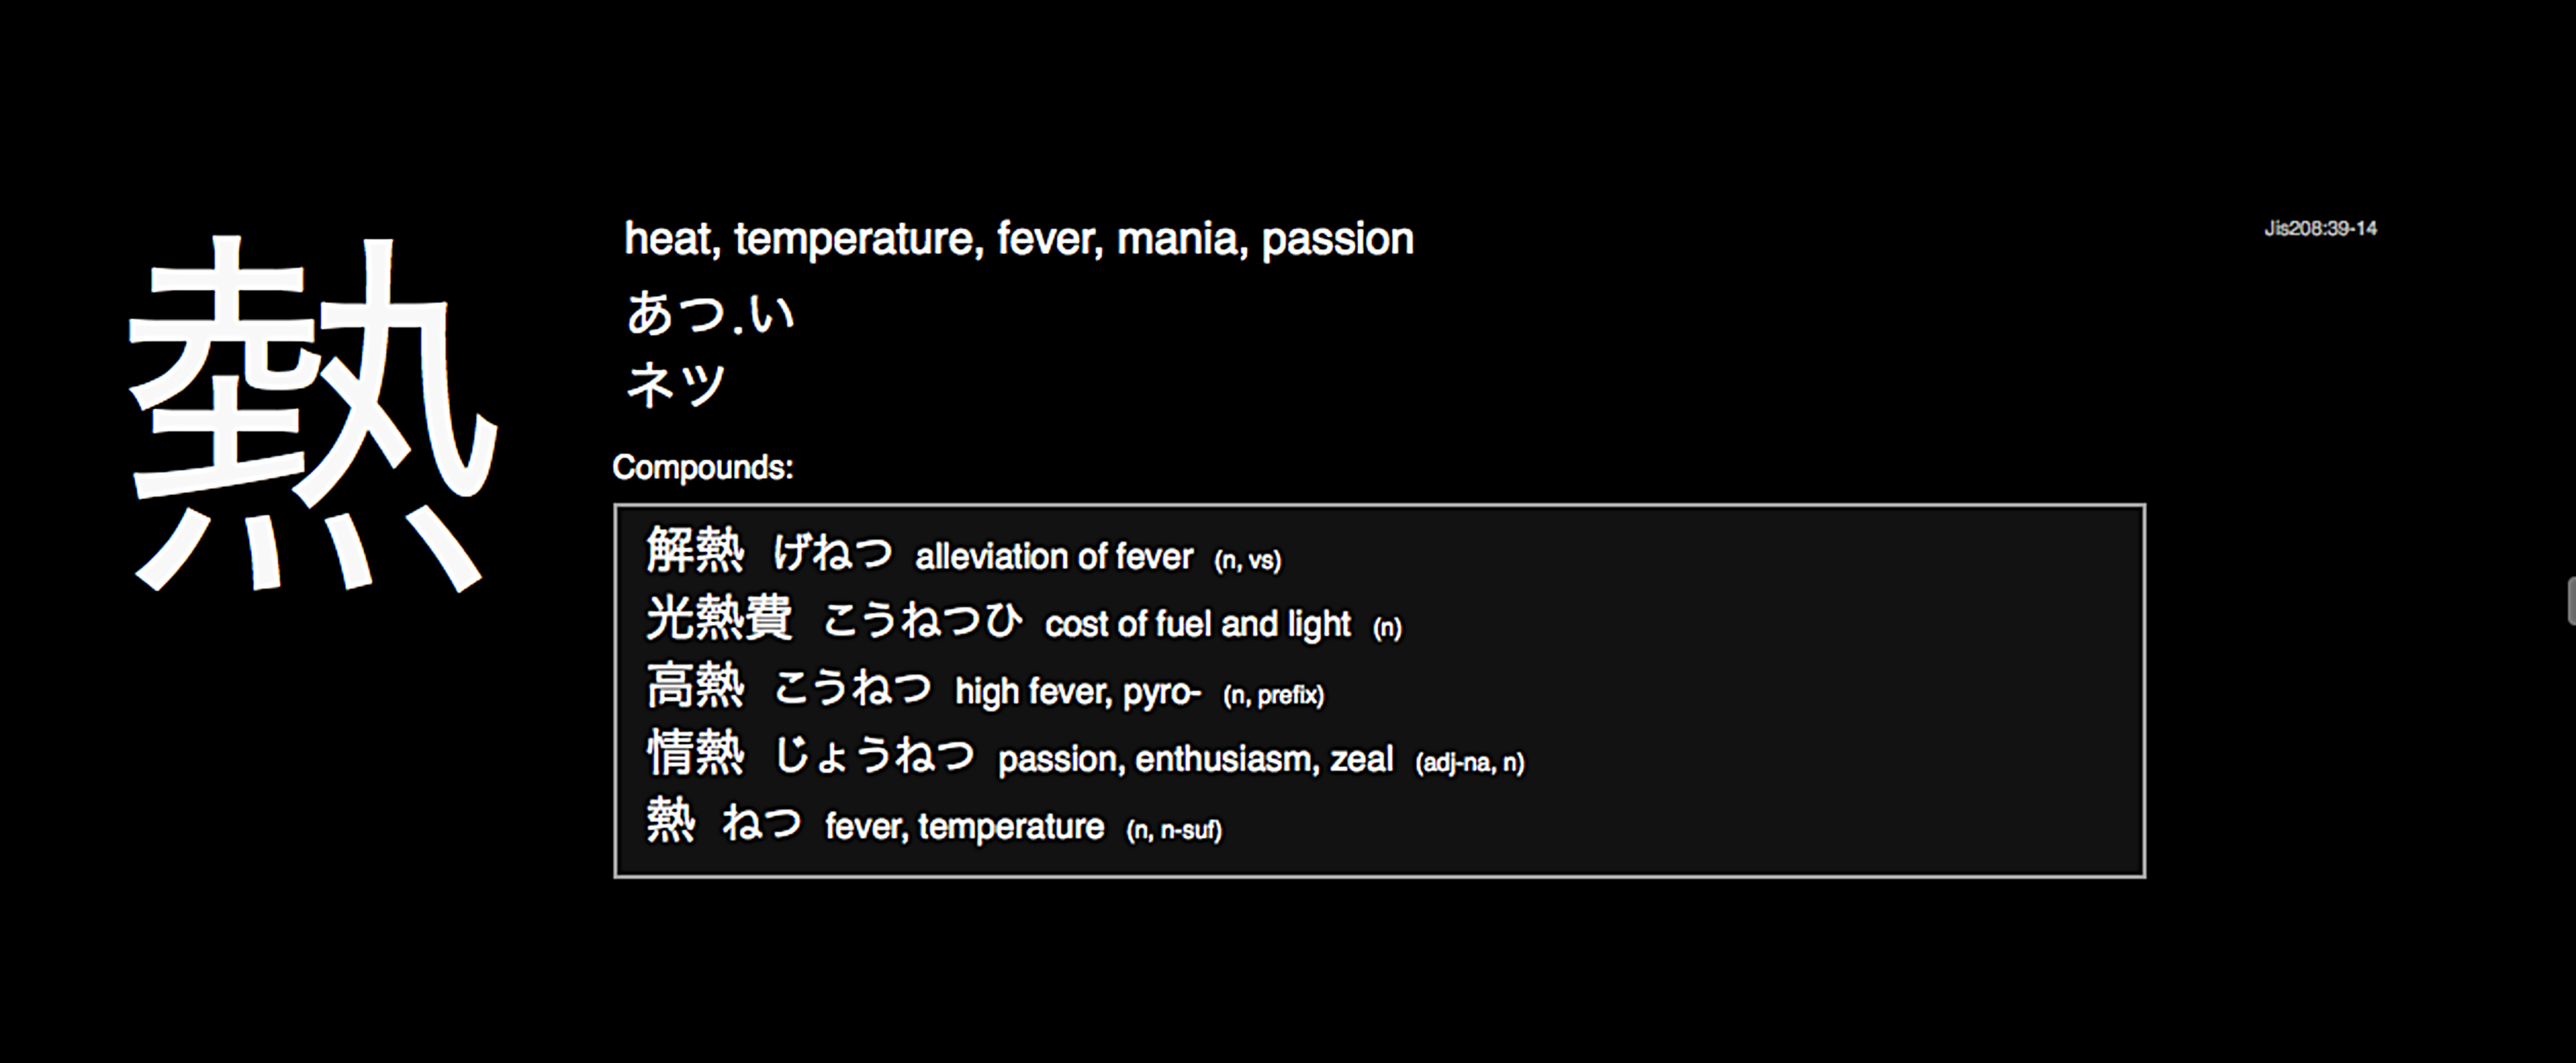 熱
heat, temperature, fever, mania, passion
Jis208:39-14
あつ.い
ネツ
Compounds:
解熱 げねつ alleviation of fever (n, vs)
光熱費 こうねつひ cost of fuel and light (n)
高熱 こうねつ high fever, pyro- (n, prefix)
情熱 じょうねつ passion, enthusiasm, zeal (adj-na, n)
熱 ねつ fever, temperature (n, n-suf)